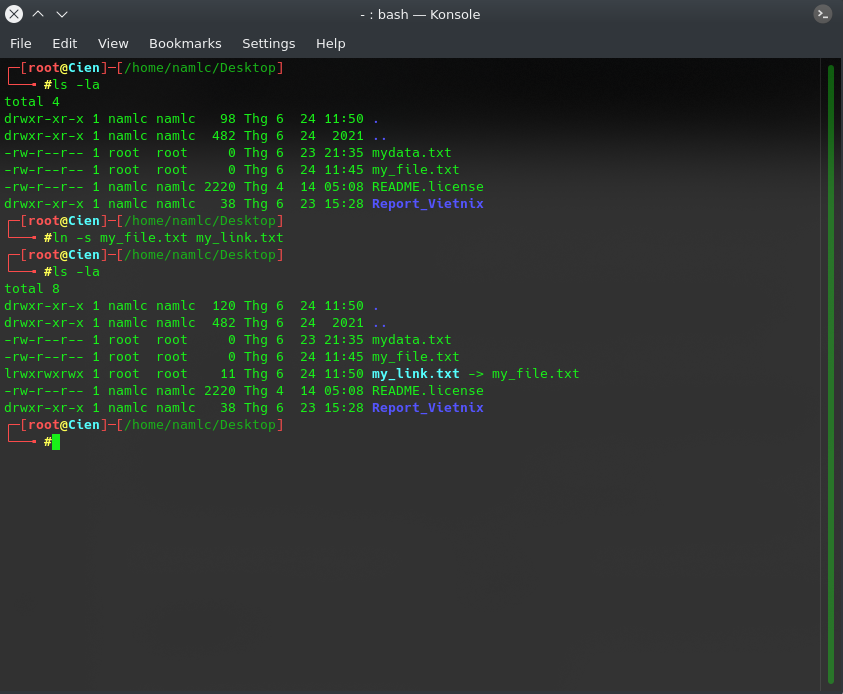 - : bash — Konsole
File Edit View Bookmarks Settings Help
┌─[root@Cien]─[/home/namlc/Desktop]
└──╼ #ls -la
total 4
drwxr-xr-x 1 namlc namlc   98 Thg 6  24 11:50 .
drwxr-xr-x 1 namlc namlc  482 Thg 6  24  2021 ..
-rw-r--r-- 1 root  root     0 Thg 6  23 21:35 mydata.txt
-rw-r--r-- 1 root  root     0 Thg 6  24 11:45 my_file.txt
-rw-r--r-- 1 namlc namlc 2220 Thg 4  14 05:08 README.license
drwxr-xr-x 1 namlc namlc   38 Thg 6  23 15:28 Report_Vietnix
┌─[root@Cien]─[/home/namlc/Desktop]
└──╼ #ln -s my_file.txt my_link.txt
┌─[root@Cien]─[/home/namlc/Desktop]
└──╼ #ls -la
total 8
drwxr-xr-x 1 namlc namlc  120 Thg 6  24 11:50 .
drwxr-xr-x 1 namlc namlc  482 Thg 6  24  2021 ..
-rw-r--r-- 1 root  root     0 Thg 6  23 21:35 mydata.txt
-rw-r--r-- 1 root  root     0 Thg 6  24 11:45 my_file.txt
lrwxrwxrwx 1 root  root    11 Thg 6  24 11:50 my_link.txt -> my_file.txt
-rw-r--r-- 1 namlc namlc 2220 Thg 4  14 05:08 README.license
drwxr-xr-x 1 namlc namlc   38 Thg 6  23 15:28 Report_Vietnix
┌─[root@Cien]─[/home/namlc/Desktop]
└──╼ #